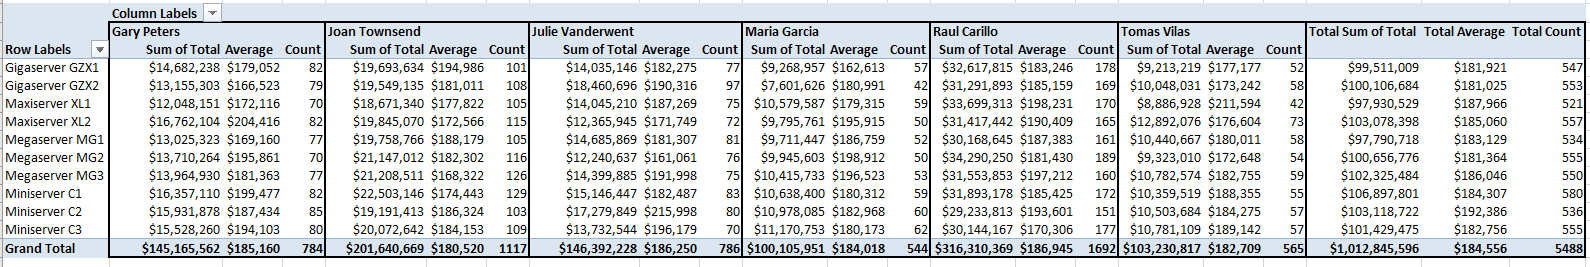 Column Labels
Gary Peters Joan Townsend Julie Vanderwent Maria Garcia Raul Carillo Tomas Vilas Total Sum of Total Total Average Total Count
Row Labels Sum of Total Average Count Sum of Total Average Count Sum of Total Average Count Sum of Total Average Count Sum of Total Average Count Sum of Total Average Count
Gigaserver GZX1 $14,682,238 $179,052 82 $19,693,634 $194,986 101 $14,035,146 $182,275 77 $9,268,957 $162,613 57 $32,617,815 $183,246 178 $9,213,219 $177,177 52 $99,511,009 $181,921 547
Gigaserver GZX2 $13,155,303 $166,523 79 $19,549,135 $181,011 108 $18,460,696 $190,316 97 $7,601,626 $180,991 42 $31,291,893 $185,159 169 $10,048,031 $173,242 58 $100,106,684 $181,025 553
Maxiserver XL1 $12,048,151 $172,116 70 $18,671,340 $177,822 105 $14,045,210 $187,269 75 $10,579,587 $179,315 59 $33,699,313 $198,231 170 $8,886,928 $211,594 42 $97,930,529 $187,966 521
Maxiserver XL2 $16,762,104 $204,416 82 $19,845,070 $172,566 115 $12,365,945 $171,749 72 $9,795,761 $195,915 50 $31,417,442 $190,409 165 $12,892,076 $176,604 73 $103,078,398 $185,060 557
Megaserver MG1 $13,025,323 $169,160 77 $19,758,766 $188,179 105 $14,685,869 $181,307 81 $9,711,447 $186,759 52 $30,168,645 $187,383 161 $10,440,667 $180,011 58 $97,790,718 $183,129 534
Megaserver MG2 $13,710,264 $195,861 70 $21,147,012 $182,302 116 $12,240,637 $161,061 76 $9,945,603 $198,912 50 $34,290,250 $181,430 189 $9,323,010 $172,648 54 $100,656,776 $181,364 555
Megaserver MG3 $13,964,930 $181,363 77 $21,208,511 $168,322 126 $14,399,885 $191,998 75 $10,415,733 $196,523 53 $31,553,853 $197,212 160 $10,782,574 $182,755 59 $102,325,484 $186,046 550
Miniserver C1 $16,357,110 $199,477 82 $22,503,146 $174,443 129 $15,146,447 $182,487 83 $10,638,400 $180,312 59 $31,893,178 $185,425 172 $10,359,519 $188,355 55 $106,897,801 $184,307 580
Miniserver C2 $15,931,878 $187,434 85 $19,191,413 $186,324 103 $17,279,849 $215,998 80 $10,978,085 $182,968 60 $29,233,813 $193,601 151 $10,503,684 $184,275 57 $103,118,722 $192,386 536
Miniserver C3 $15,528,260 $194,103 80 $20,072,642 $184,153 109 $13,732,544 $196,179 70 $11,170,753 $180,173 62 $30,144,167 $170,306 177 $10,781,109 $189,142 57 $101,429,475 $182,756 555
Grand Total $145,165,562 $185,160 784 $201,640,669 $180,520 1117 $146,392,228 $186,250 786 $100,105,951 $184,018 544 $316,310,369 $186,945 1692 $103,230,817 $182,709 565 $1,012,845,596 $184,556 5488